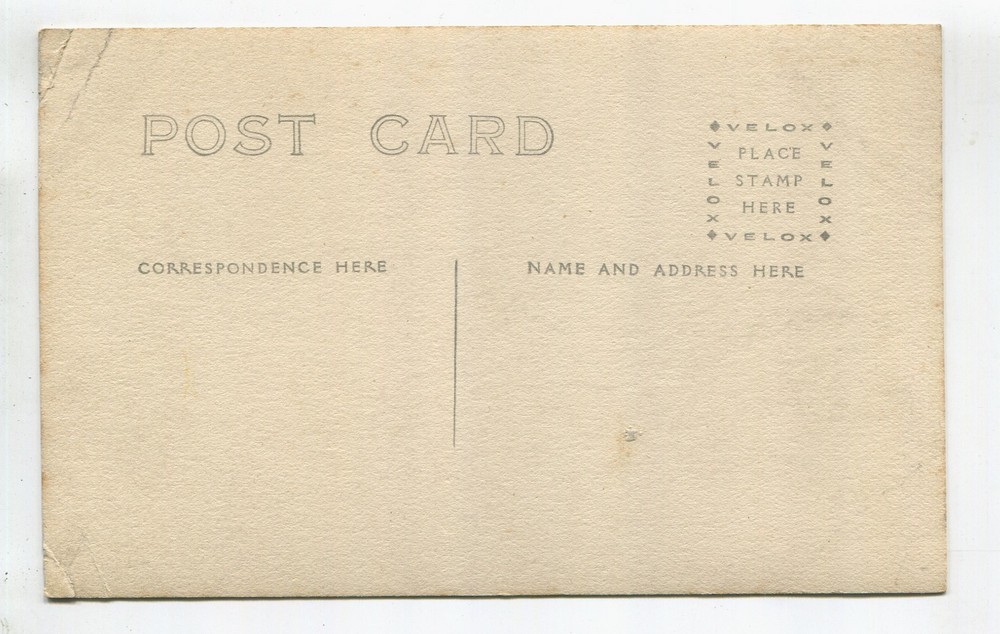 POST CARD
VELOX
VELOX
VELOX
PLACE
STAMP
HERE
VELOX
CORRESPONDENCE HERE
NAME AND ADDRESS HERE